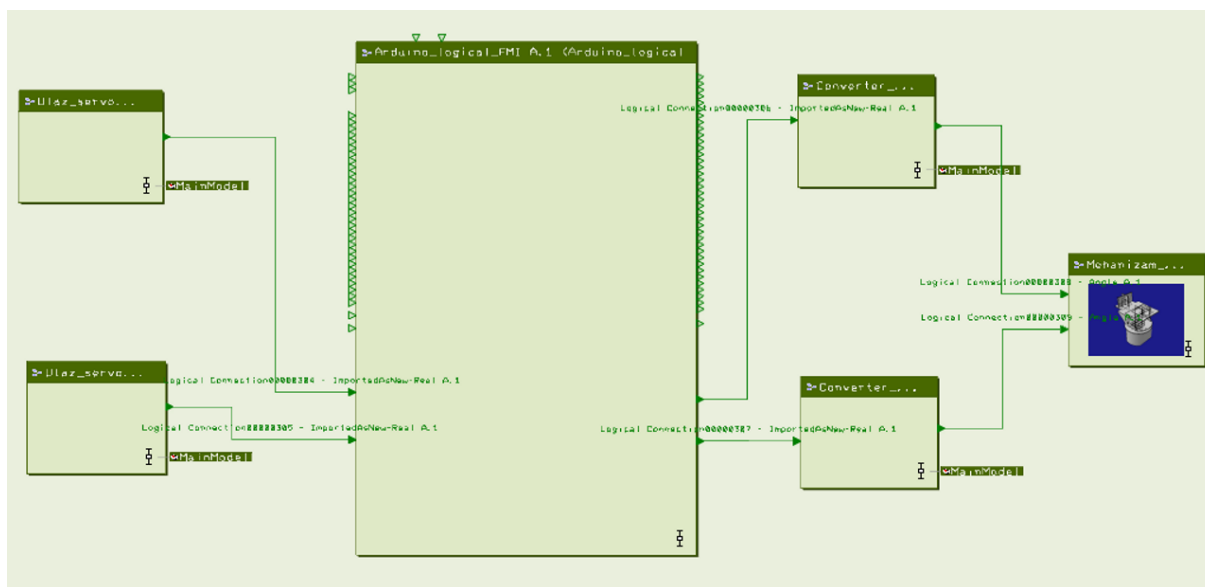 Ulaz_servo...
MainModel
Ulaz_servo...
MainModel
Arduino_logical_FMI A.1 (Arduino_logical
Logical Connection00000304 - ImportedAsNew-Real A.1
Logical Connection00000305 - ImportedAsNew-Real A.1
Logical Connection00000306 - ImportedAsNew-Real A.1
Logical Connection00000307 - ImportedAsNew-Real A.1
Converter_...
MainModel
Converter_...
MainModel
Logical Connection00000308 - Angle A.1
Logical Connection00000309 - Angle
Mehanizam_...